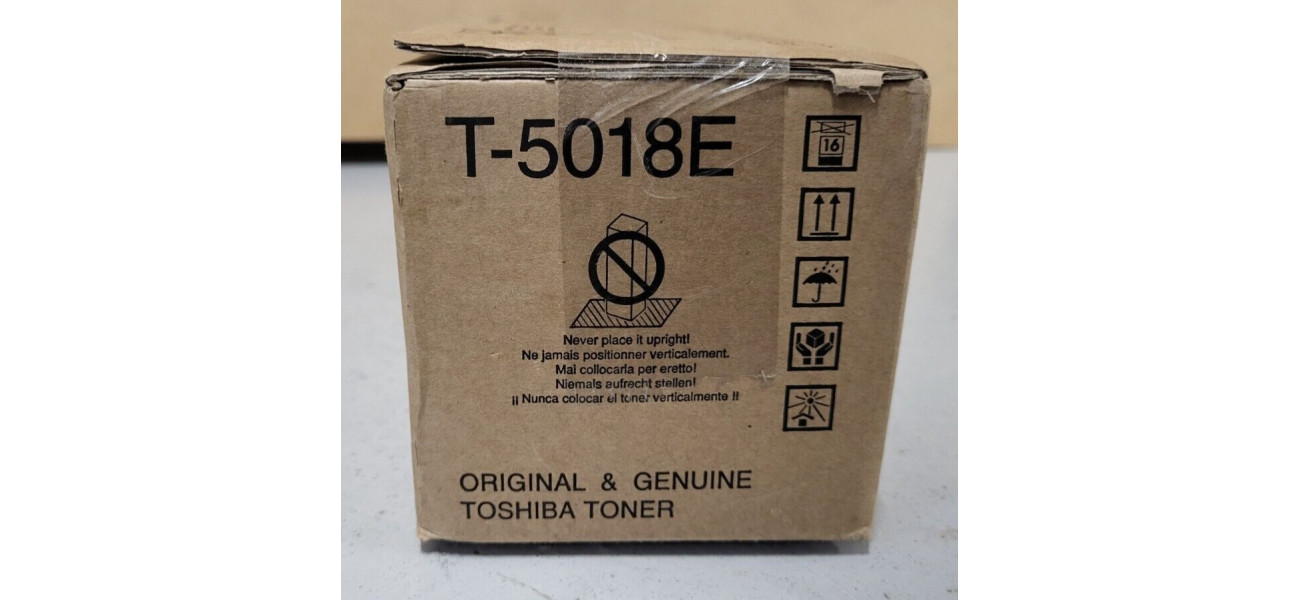 T-5018E
16
Never place it upright!
Ne jamais positionner verticalement.
Mai collocarla per eretto!
Niemals aufrecht stellen!
¡¡ Nunca colocar el toner verticalmente !!
ORIGINAL & GENUINE
TOSHIBA TONER